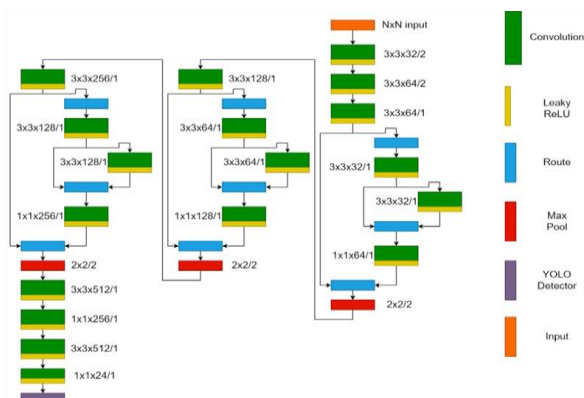 NxN input
3x3x32/2
3x3x64/2
3x3x64/1
3x3x32/1
3x3x32/1
1x1x64/1
2x2/2
3x3x128/1
3x3x64/1
3x3x64/1
1x1x128/1
2x2/2
3x3x256/1
3x3x128/1
3x3x128/1
1x1x256/1
2x2/2
3x3x512/1
1x1x256/1
3x3x512/1
1x1x24/1
Convolution
Leaky
ReLU
Route
Max
Pool
YOLO
Detector
Input